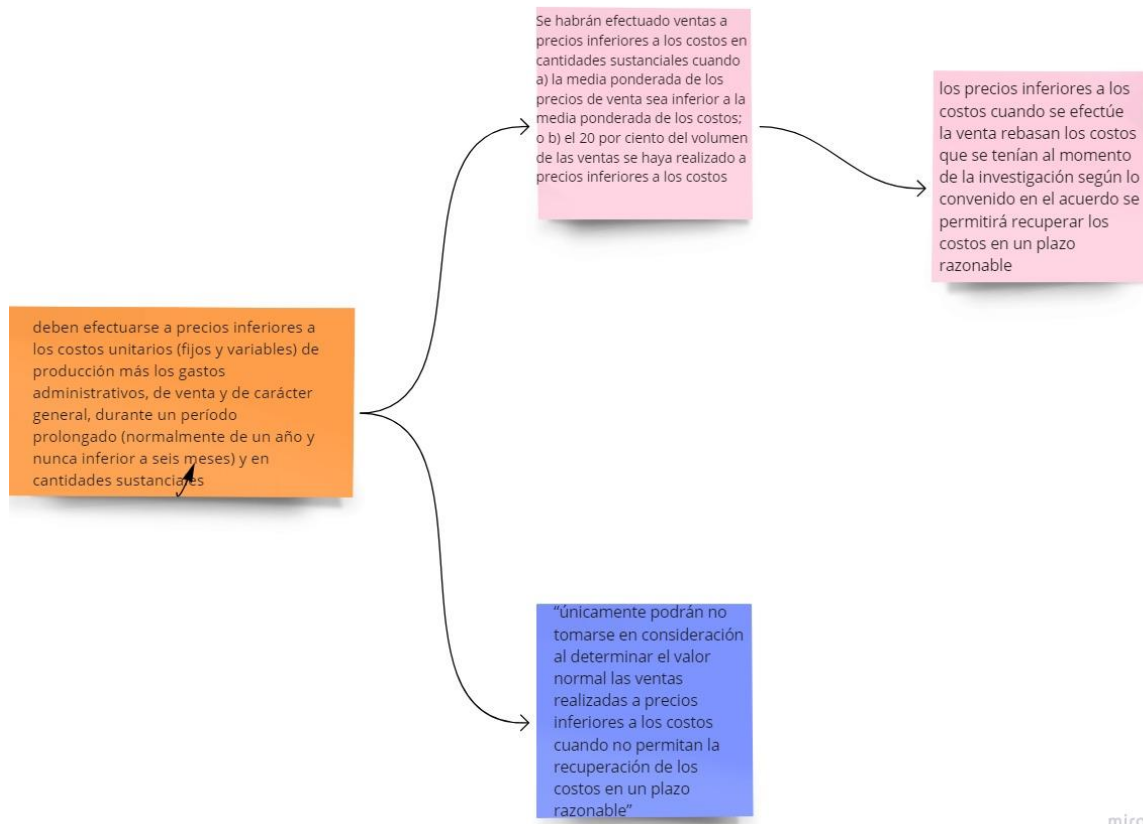 Se habrán efectuado ventas a
precios inferiores a los costos en
cantidades sustanciales cuando
a) la media ponderada de los
precios de venta sea inferior a la
media ponderada de los costos;
o b) el 20 por ciento del volumen
de las ventas se haya realizado a
precios inferiores a los costos
los precios inferiores a los
costos cuando se efectúe
la venta rebasan los costos
que se tenían al momento
de la investigación según lo
convenido en el acuerdo se
permitirá recuperar los
costos en un plazo
razonable
deben efectuarse a precios inferiores a
los costos unitarios (fijos y variables) de
producción más los gastos
administrativos, de venta y de carácter
general, durante un período
prolongado (normalmente de un año y
nunca inferior a seis meses) y en
cantidades sustanciales
“únicamente podrán no
tomarse en consideración
al determinar el valor
normal las ventas
realizadas a precios
inferiores a los costos
cuando no permitan la
recuperación de los
costos en un plazo
razonable”